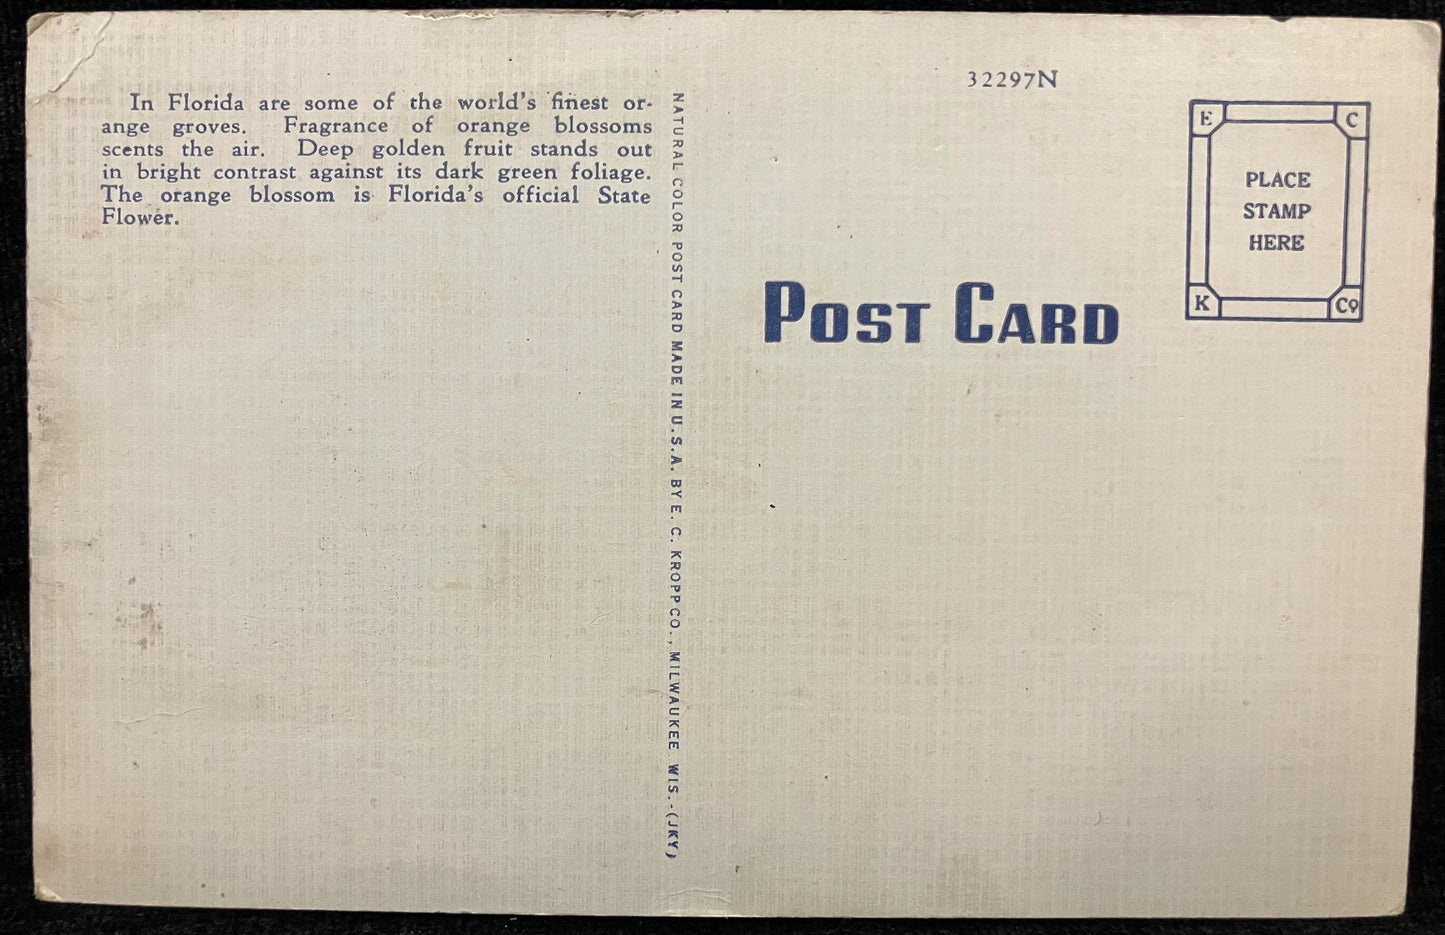 In Florida are some of the world's finest or-
ange groves. Fragrance of orange blossoms
scents the air. Deep golden fruit stands out
in bright contrast against its dark green foliage.
The orange blossom is Florida's official State
Flower.
NATURAL COLOR POST CARD MADE IN U.S.A. BY E. C. KROPP CO., MILWAUKEE WIS.-(JKY)
32297N
E C
PLACE
STAMP
HERE
K Co
POST CARD